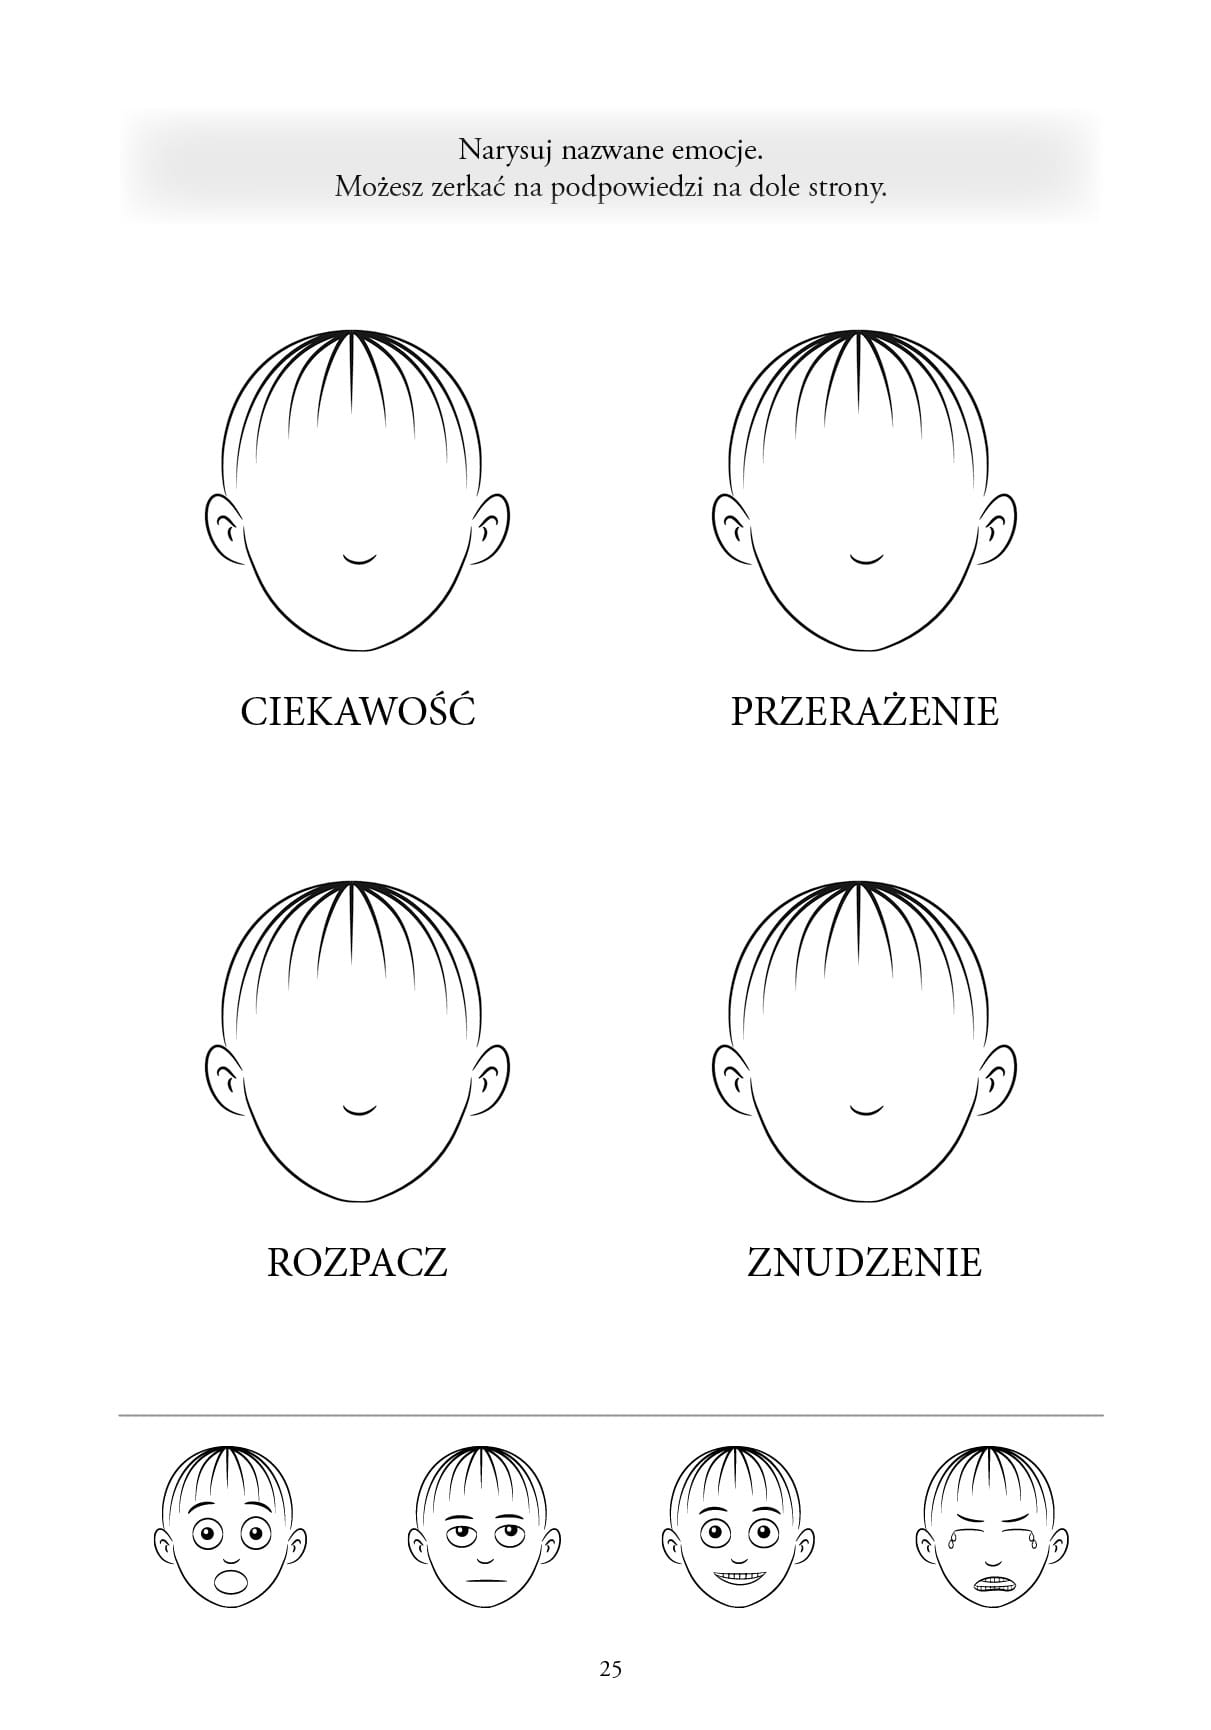 Narysuj nazwane emocje.
Możesz zerkać na podpowiedzi na dole strony.
CIEKAWOŚĆ
PRZERAŻENIE
ROZPACZ
ZNUDZENIE
25